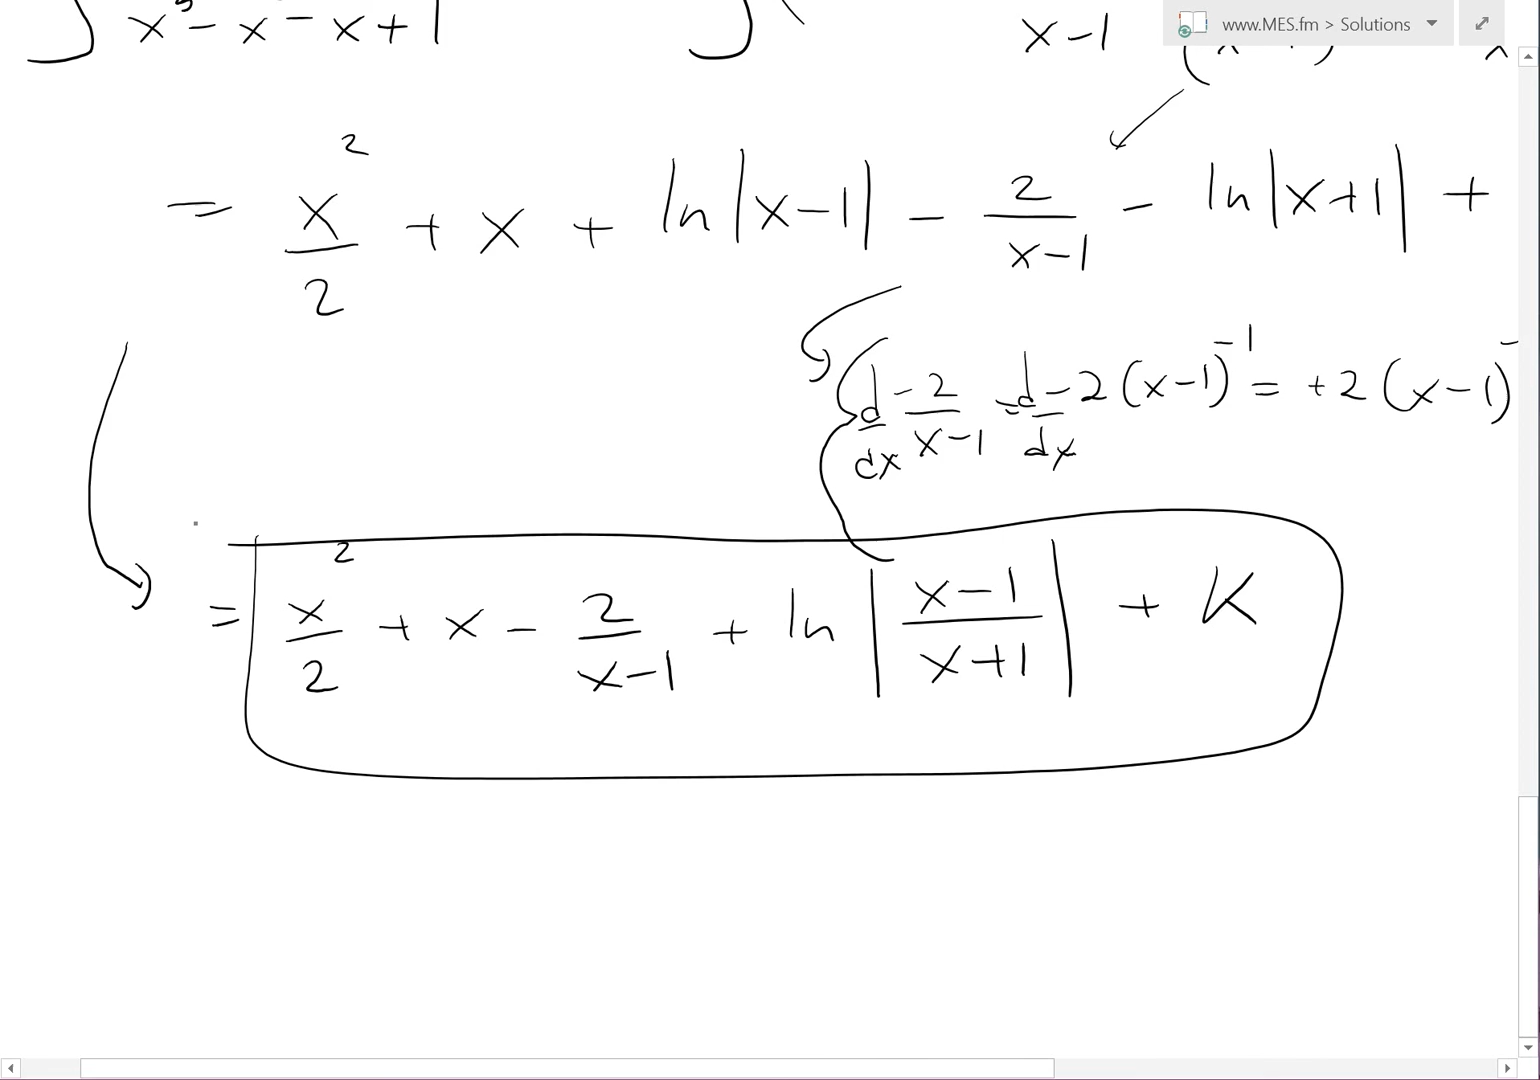 www.MES.fm > Solutions
∫ x³ - x² - x + 1 ∫ x-1
= x²/2 + x + ln|x-1| - 2/(x-1) - ln|x+1| +
d/dx -2/(x-1) = d/dx -2(x-1)⁻¹ = +2(x-1)⁻
= x²/2 + x - 2/(x-1) + ln|(x-1)/(x+1)| + K